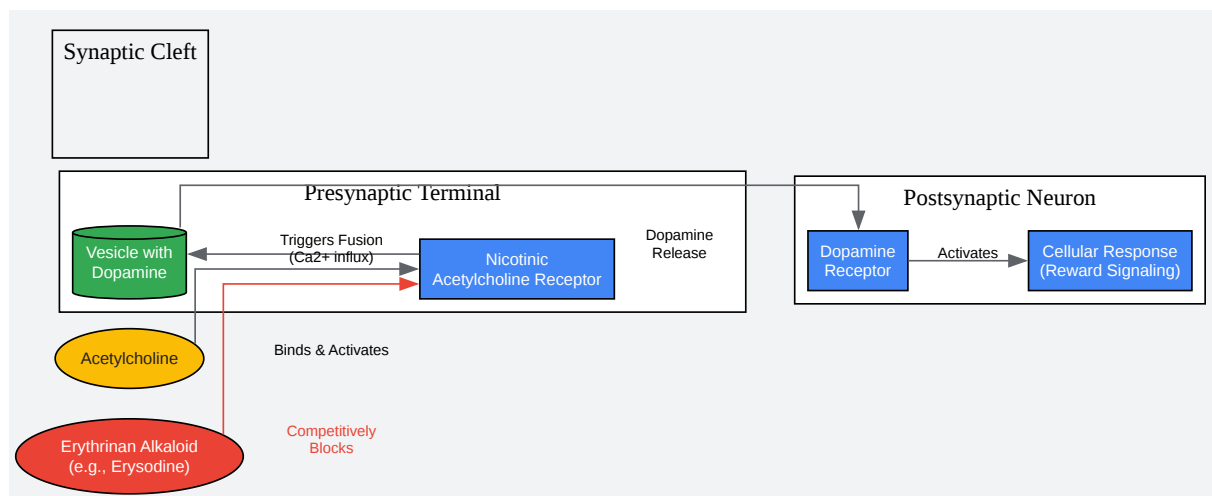 Synaptic Cleft
Presynaptic Terminal
Postsynaptic Neuron
Vesicle with
Dopamine
Triggers Fusion
(Ca2+ influx)
Nicotinic
Acetylcholine Receptor
Dopamine
Release
Dopamine
Receptor
Activates
Cellular Response
(Reward Signaling)
Acetylcholine
Binds & Activates
Erythrinan Alkaloid
(e.g., Erysodine)
Competitively
Blocks